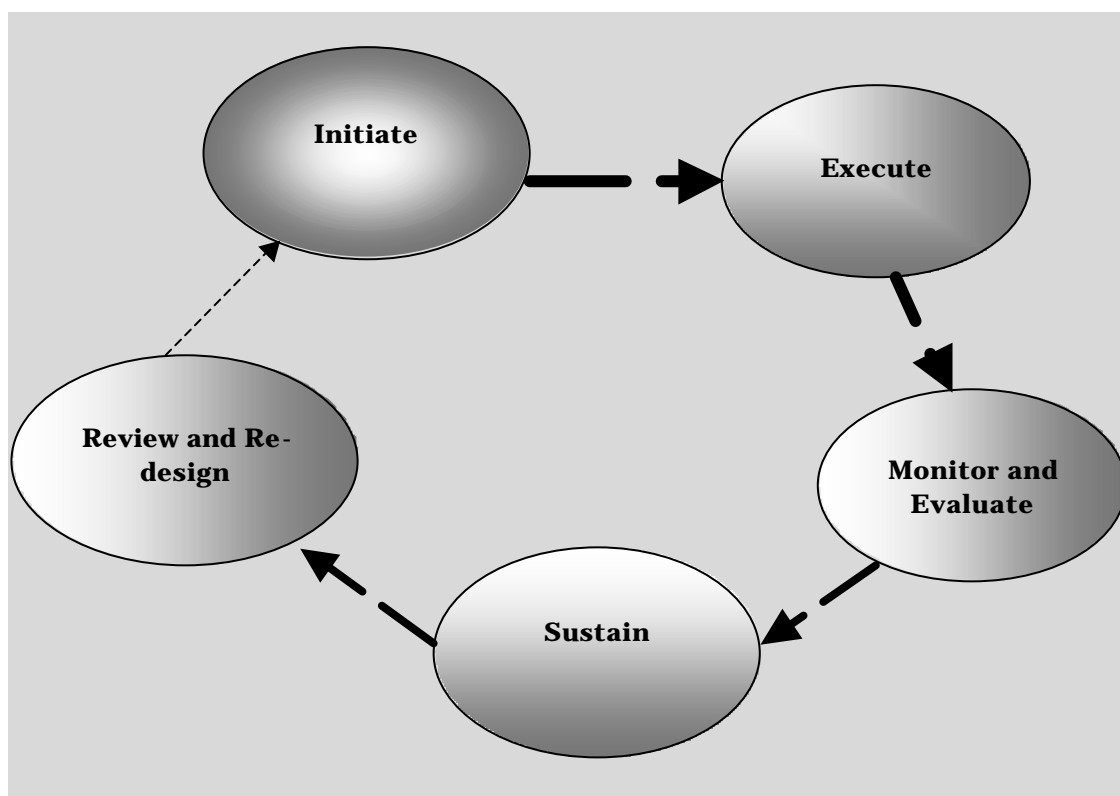 Initiate
Execute
Monitor and
Evaluate
Sustain
Review and Re-
design